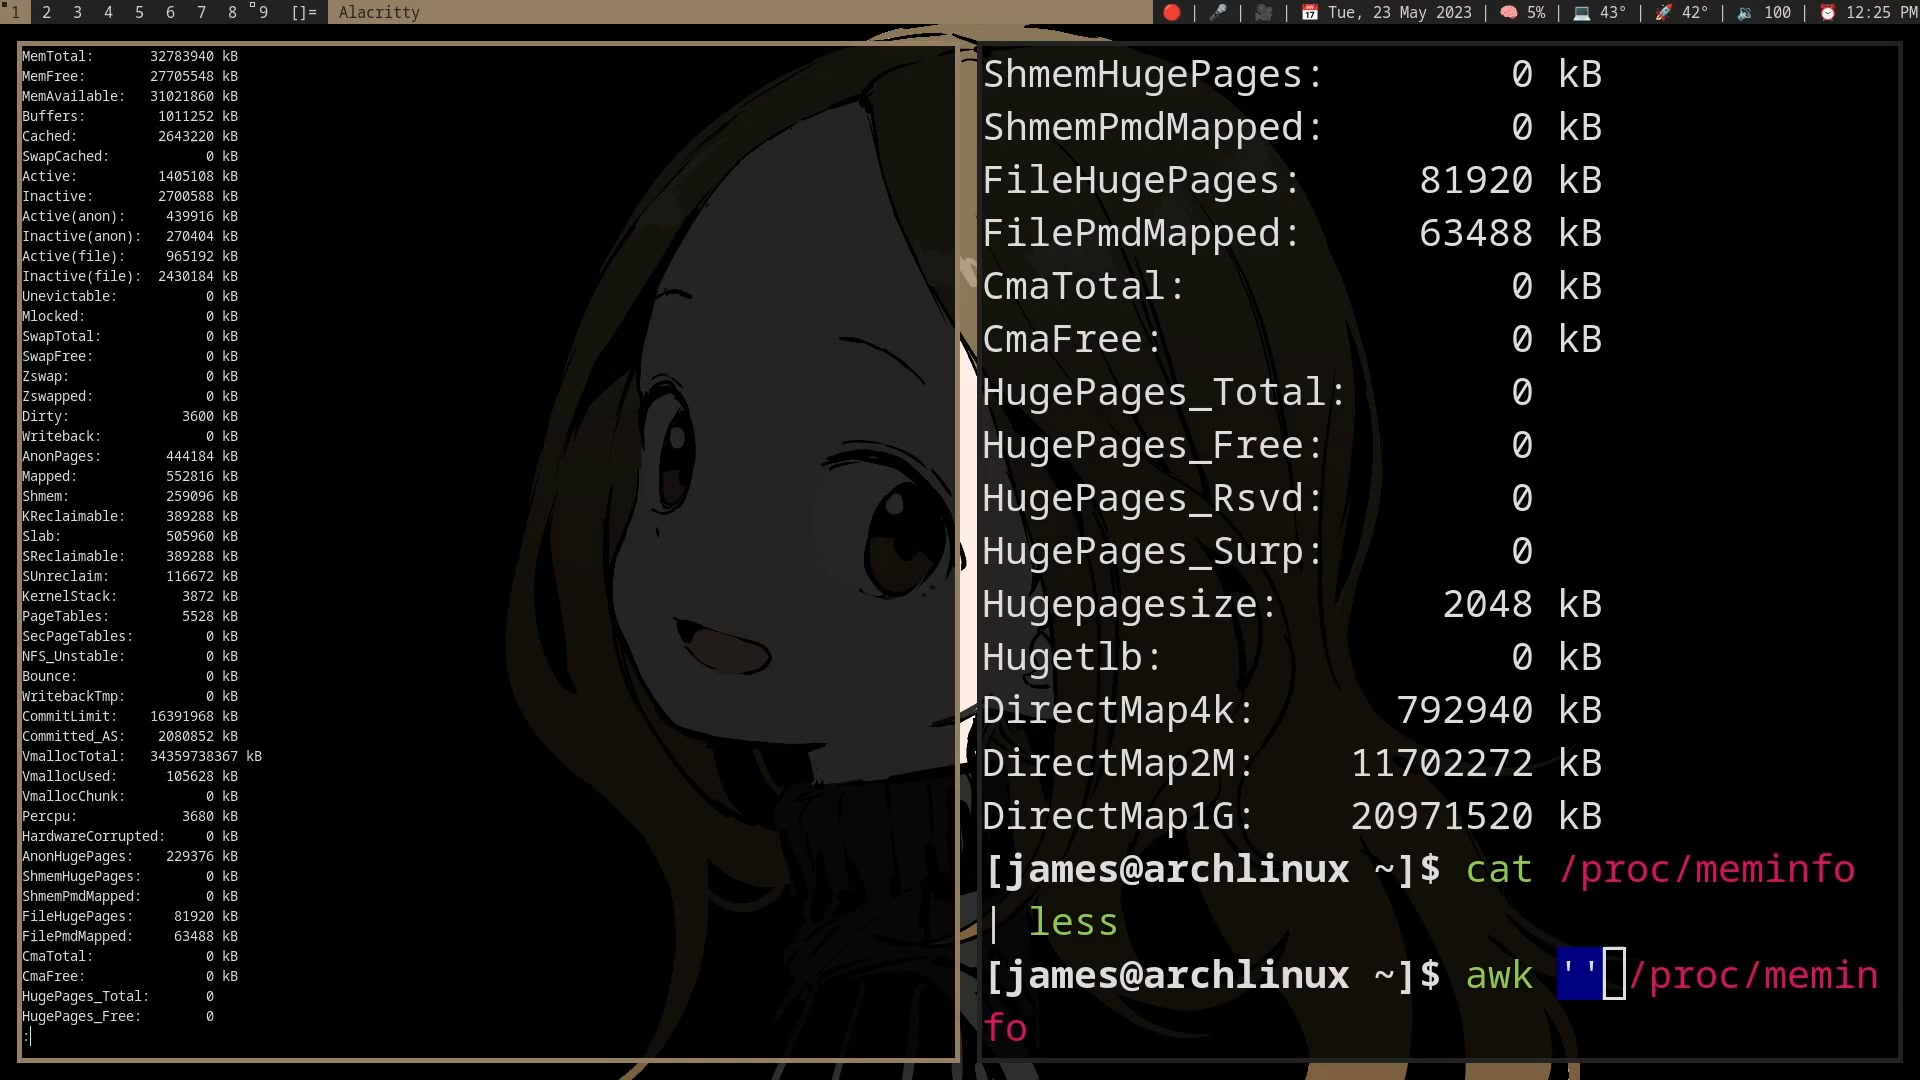 1 2 3 4 5 6 7 8 9 []= Alacritty | | | Tue, 23 May 2023 | 5% | 43° | 42° | 100 | 12:25 PM
MemTotal: 32783940 kB
MemFree: 27705548 kB
MemAvailable: 31021860 kB
Buffers: 1011252 kB
Cached: 2643220 kB
SwapCached: 0 kB
Active: 1405108 kB
Inactive: 2700588 kB
Active(anon): 439916 kB
Inactive(anon): 270404 kB
Active(file): 965192 kB
Inactive(file): 2430184 kB
Unevictable: 0 kB
Mlocked: 0 kB
SwapTotal: 0 kB
SwapFree: 0 kB
Zswap: 0 kB
Zswapped: 0 kB
Dirty: 3600 kB
Writeback: 0 kB
AnonPages: 444184 kB
Mapped: 552816 kB
Shmem: 259096 kB
KReclaimable: 389288 kB
Slab: 505960 kB
SReclaimable: 389288 kB
SUnreclaim: 116672 kB
KernelStack: 3872 kB
PageTables: 5528 kB
SecPageTables: 0 kB
NFS_Unstable: 0 kB
Bounce: 0 kB
WritebackTmp: 0 kB
CommitLimit: 16391968 kB
Committed_AS: 2080852 kB
VmallocTotal: 34359738367 kB
VmallocUsed: 105628 kB
VmallocChunk: 0 kB
Percpu: 3680 kB
HardwareCorrupted: 0 kB
AnonHugePages: 229376 kB
ShmemHugePages: 0 kB
ShmemPmdMapped: 0 kB
FileHugePages: 81920 kB
FilePmdMapped: 63488 kB
CmaTotal: 0 kB
CmaFree: 0 kB
HugePages_Total: 0
HugePages_Free: 0
:
ShmemHugePages: 0 kB
ShmemPmdMapped: 0 kB
FileHugePages: 81920 kB
FilePmdMapped: 63488 kB
CmaTotal: 0 kB
CmaFree: 0 kB
HugePages_Total: 0
HugePages_Free: 0
HugePages_Rsvd: 0
HugePages_Surp: 0
Hugepagesize: 2048 kB
Hugetlb: 0 kB
DirectMap4k: 792940 kB
DirectMap2M: 11702272 kB
DirectMap1G: 20971520 kB
[james@archlinux ~]$ cat /proc/meminfo
| less
[james@archlinux ~]$ awk '' /proc/memin
fo